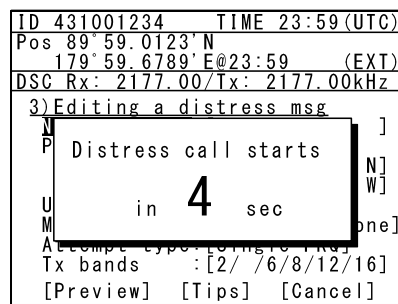 ID 431001234 TIME 23:59(UTC)
Pos 89°59.0123'N
179°59.6789'E@23:59 (EXT)
DSC Rx: 2177.00/Tx: 2177.00kHz
3)Editing a distress msg
]
Distress call starts
N]
W]
in 4 sec
Tx bands :[2/ /6/8/12/16]
[Preview] [Tips] [Cancel]